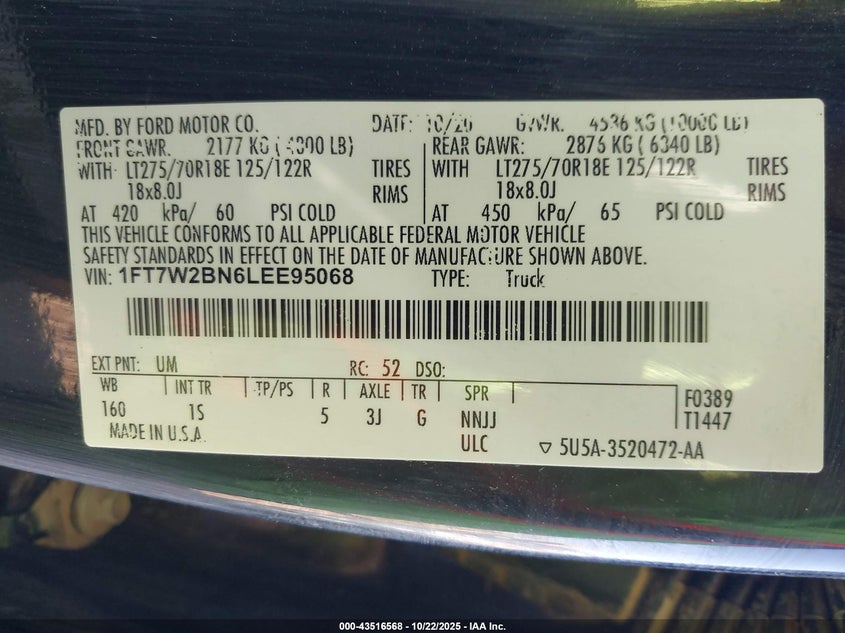 MFD. BY FORD MOTOR CO. DATE: 10/20 GVWR. 4536 KG (10000 LB)
FRONT GAWR. 2177 KG ( 4800 LB) REAR GAWR: 2876 KG ( 6340 LB)
WITH LT275/70R18E 125/122R TIRES WITH LT275/70R18E 125/122R TIRES
18x8.0J RIMS 18x8.0J RIMS
AT 420 kPa/ 60 PSI COLD AT 450 kPa/ 65 PSI COLD
THIS VEHICLE CONFORMS TO ALL APPLICABLE FEDERAL MOTOR VEHICLE
SAFETY STANDARDS IN EFFECT ON THE DATE OF MANUFACTURE SHOWN ABOVE.
VIN: 1FT7W2BN6LEE95068 TYPE: Truck
EXT PNT: UM RC: 52 DSO:
WB INT TR TP/PS R AXLE TR SPR
160 1S 5 3J G NNJJ
F0389
T1447
MADE IN U.S.A. ULC ▽ 5U5A-3520472-AA
000-43516568 - 10/22/2025 - IAA Inc.